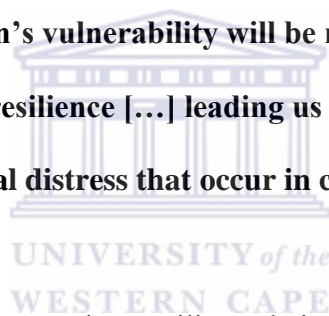 n's vulnerability will be
resilience […] leading us
al distress that occur in c
UNIVERSITY of the
WESTERN CAPE